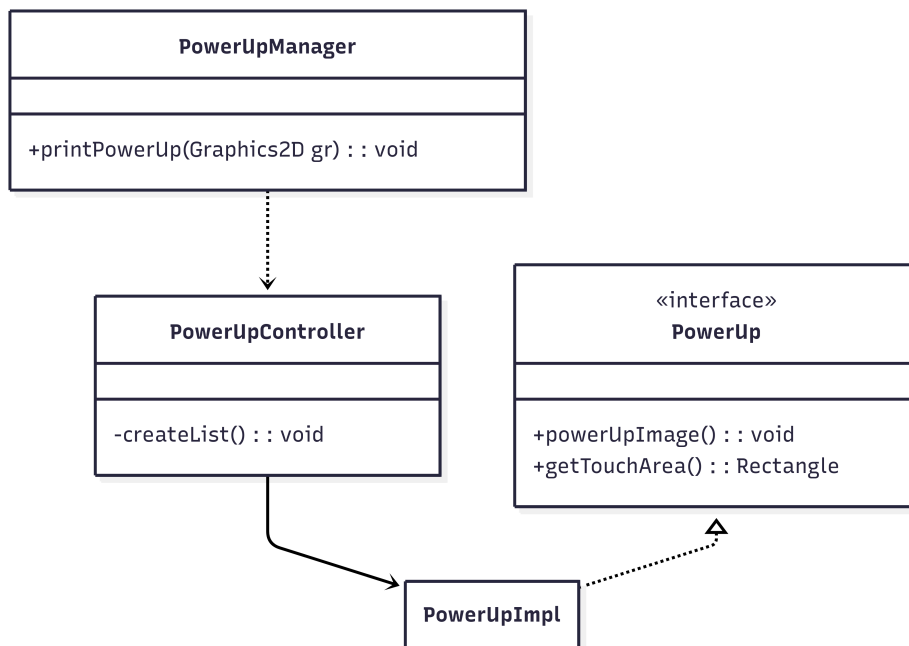 PowerUpManager
+printPowerUp(Graphics2D gr) : : void
PowerUpController
-createList() : : void
«interface»
PowerUp
+powerUpImage() : : void
+getTouchArea() : : Rectangle
PowerUpImpl